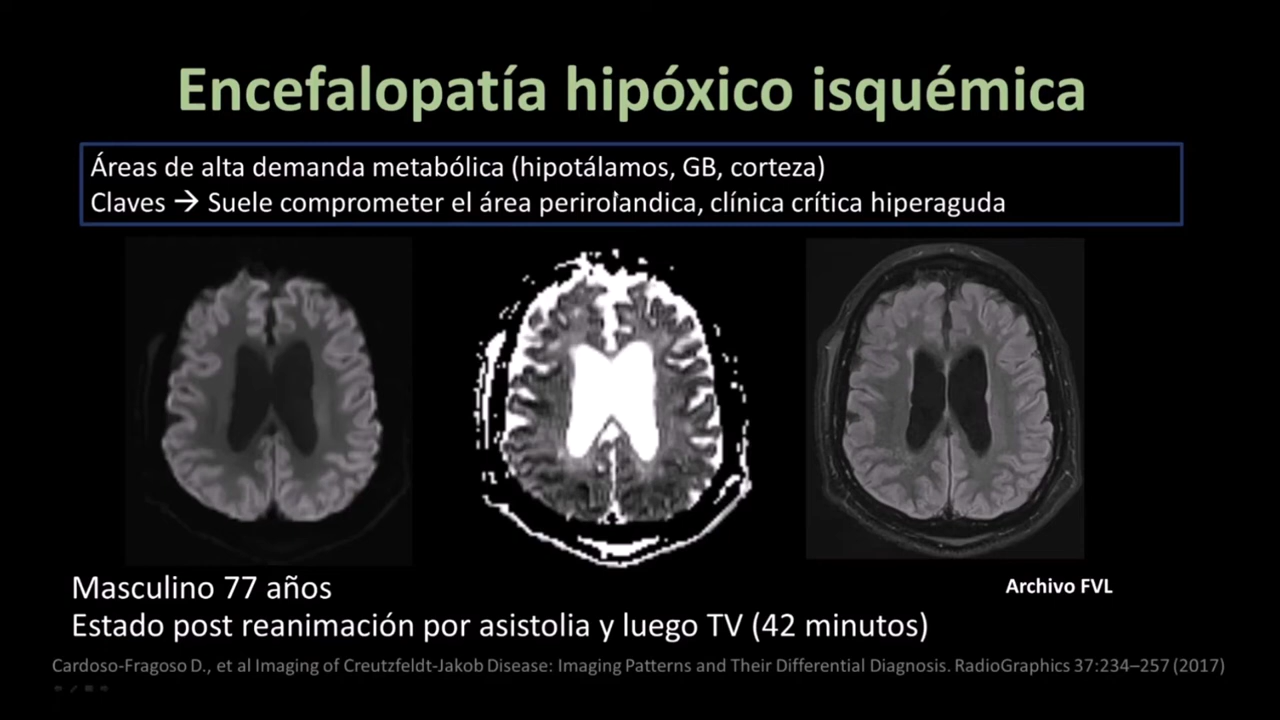 Encefalopatía hipóxico isquémica
Áreas de alta demanda metabólica (hipotálamos, GB, corteza)
Claves → Suele comprometer el área perirolandica, clínica crítica hiperaguda
Masculino 77 años
Archivo FVL
Estado post reanimación por asistolia y luego TV (42 minutos)
Cardoso-Fragoso D., et al Imaging of Creutzfeldt-Jakob Disease: Imaging Patterns and Their Differential Diagnosis. RadioGraphics 37:234–257 (2017)